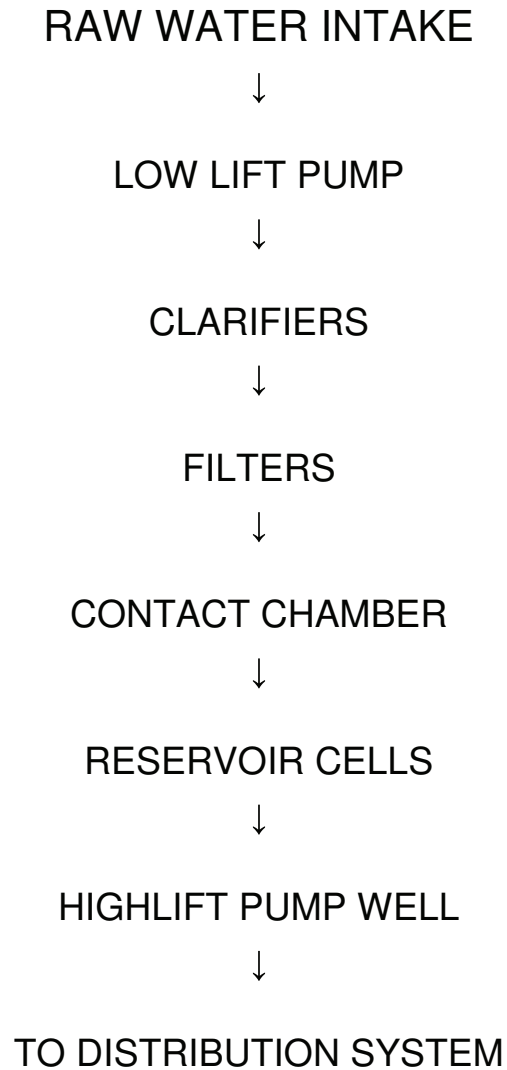 RAW WATER INTAKE
↓
LOW LIFT PUMP
↓
CLARIFIERS
↓
FILTERS
↓
CONTACT CHAMBER
↓
RESERVOIR CELLS
↓
HIGHLIFT PUMP WELL
↓
TO DISTRIBUTION SYSTEM